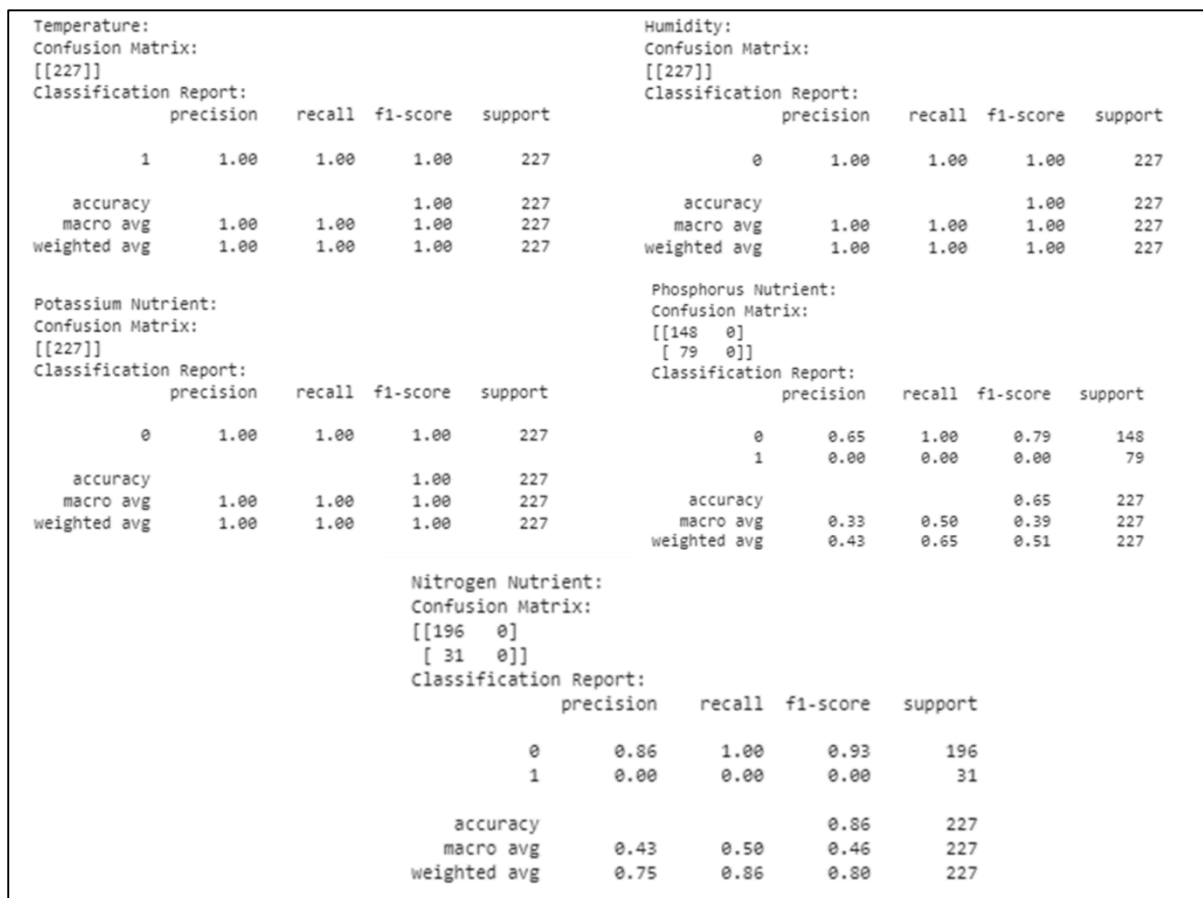 Temperature:
Confusion Matrix:
[[227]]
Classification Report:
precision recall f1-score support
1 1.00 1.00 1.00 227
accuracy 1.00 227
macro avg 1.00 1.00 1.00 227
weighted avg 1.00 1.00 1.00 227
Humidity:
Confusion Matrix:
[[227]]
Classification Report:
precision recall f1-score support
0 1.00 1.00 1.00 227
accuracy 1.00 227
macro avg 1.00 1.00 1.00 227
weighted avg 1.00 1.00 1.00 227
Potassium Nutrient:
Confusion Matrix:
[[227]]
Classification Report:
precision recall f1-score support
0 1.00 1.00 1.00 227
accuracy 1.00 227
macro avg 1.00 1.00 1.00 227
weighted avg 1.00 1.00 1.00 227
Phosphorus Nutrient:
Confusion Matrix:
[[148 0]
[ 79 0]]
Classification Report:
precision recall f1-score support
0 0.65 1.00 0.79 148
1 0.00 0.00 0.00 79
accuracy 0.65 227
macro avg 0.33 0.50 0.39 227
weighted avg 0.43 0.65 0.51 227
Nitrogen Nutrient:
Confusion Matrix:
[[196 0]
[ 31 0]]
Classification Report:
precision recall f1-score support
0 0.86 1.00 0.93 196
1 0.00 0.00 0.00 31
accuracy 0.86 227
macro avg 0.43 0.50 0.46 227
weighted avg 0.75 0.86 0.80 227